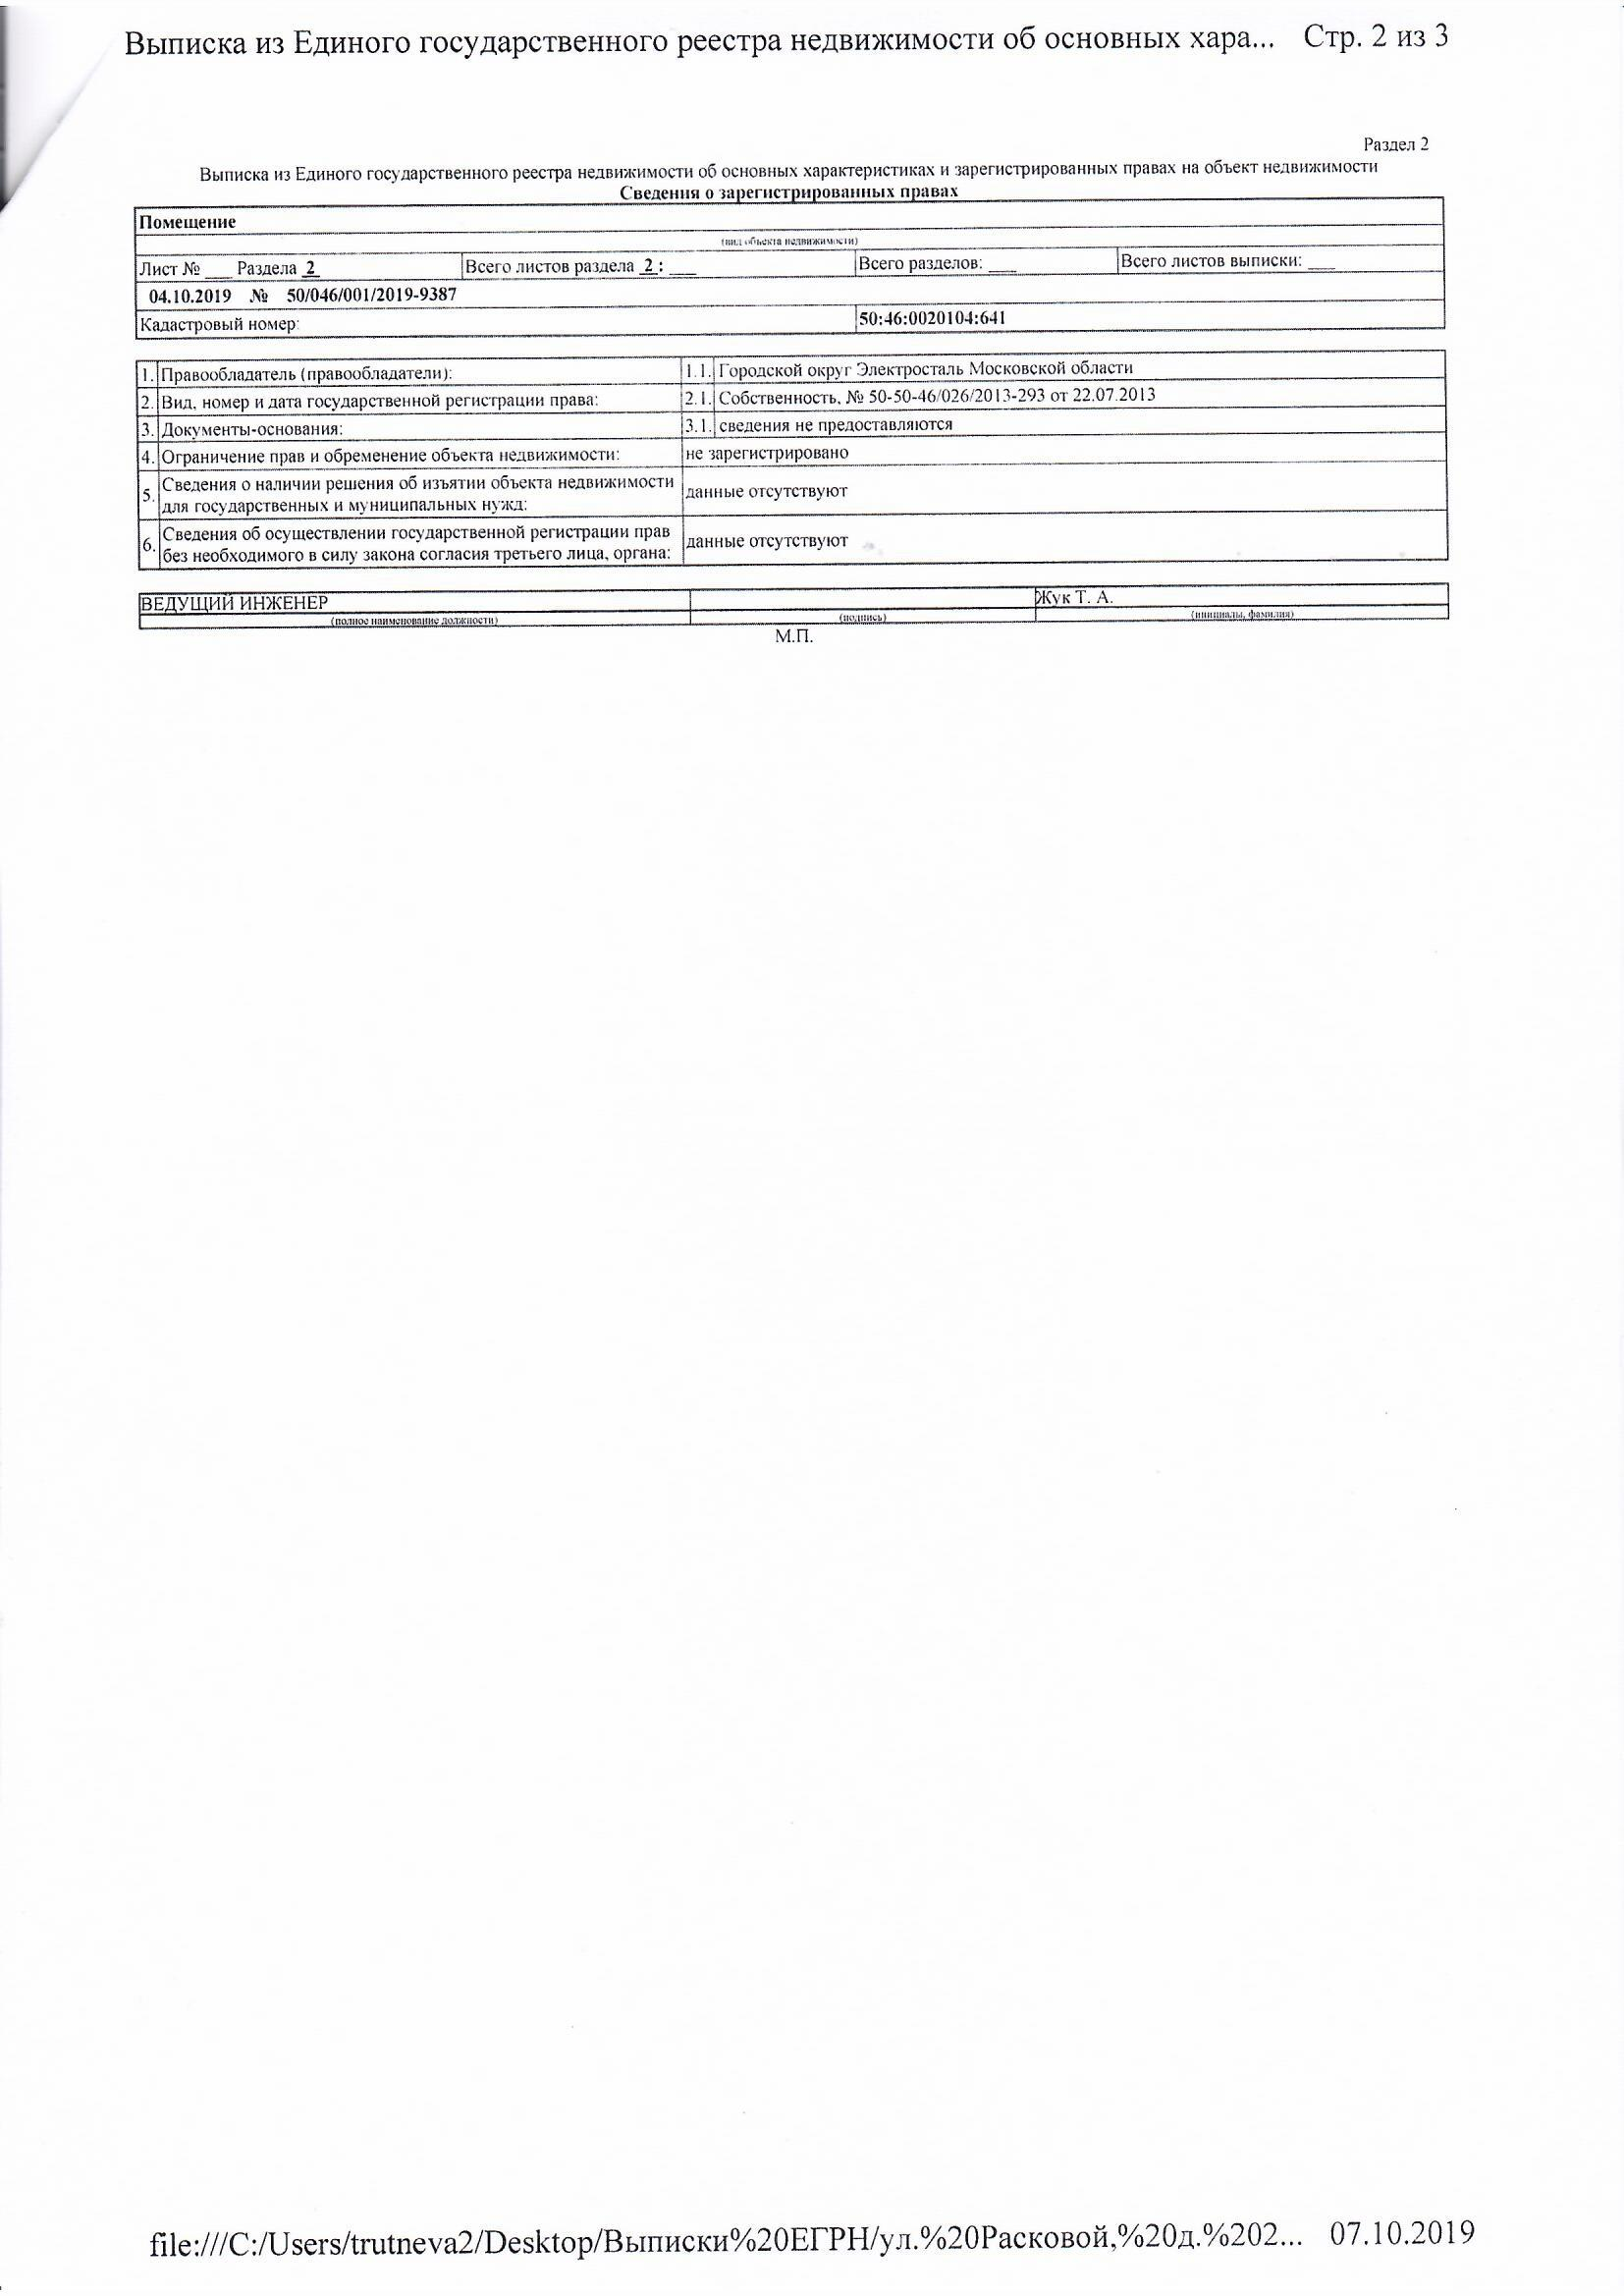 Выписка из Единого государственного реестра недвижимости об основных хара... Стр. 2 из 3
Раздел 2
Выписка из Единого государственного реестра недвижимости об основных характеристиках и зарегистрированных правах на объект недвижимости
Сведения о зарегистрированных правах
Помещение
(вид объекта недвижимости)
Лист № ___ Раздела 2 Всего листов раздела 2 : ___ Всего разделов: ___ Всего листов выписки: ___
04.10.2019 № 50/046/001/2019-9387
Кадастровый номер: 50:46:0020104:641
1. Правообладатель (правообладатели): 1.1. Городской округ Электросталь Московской области
2. Вид, номер и дата государственной регистрации права: 2.1. Собственность, № 50-50-46/026/2013-293 от 22.07.2013
3. Документы-основания: 3.1. сведения не предоставляются
4. Ограничение прав и обременение объекта недвижимости: не зарегистрировано
5. Сведения о наличии решения об изъятии объекта недвижимости
для государственных и муниципальных нужд: данные отсутствуют
6. Сведения об осуществлении государственной регистрации прав
без необходимого в силу закона согласия третьего лица, органа: данные отсутствуют
ВЕДУЩИЙ ИНЖЕНЕР Жук Т. А.
(полное наименование должности) (подпись) (инициалы, фамилия)
М.П.
file:///C:/Users/trutneva2/Desktop/Выписки%20ЕГРН/ул.%20Расковой,%20д.%202... 07.10.2019